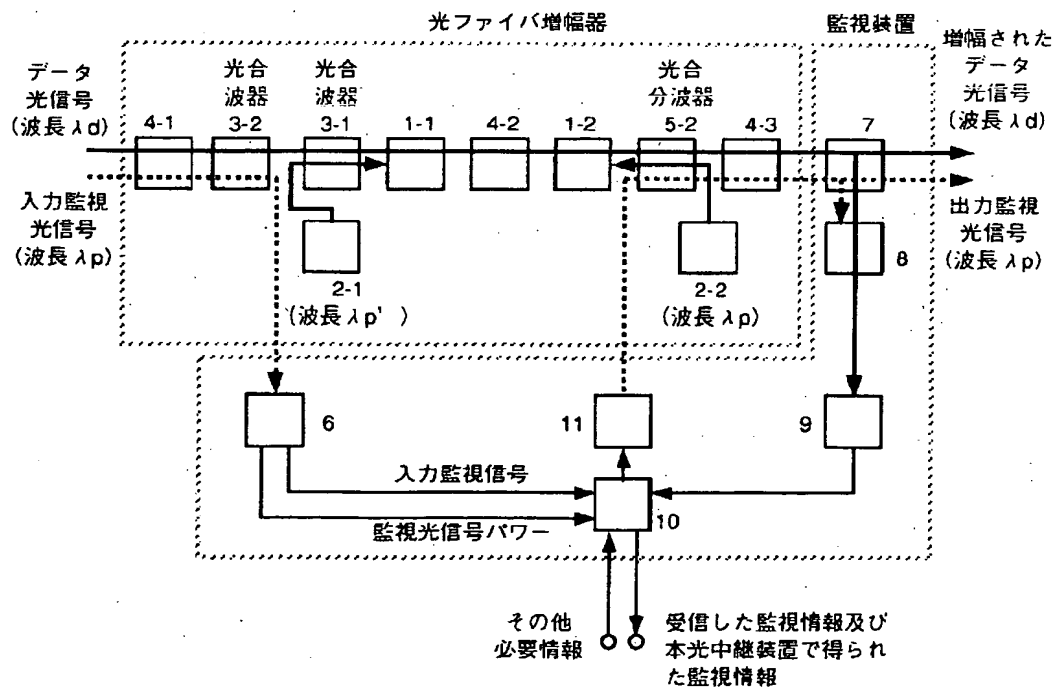 光ファイバ増幅器
監視装置
データ
光信号
(波長λd)
光合
波器
光合
波器
光合
分波器
増幅された
データ
光信号
(波長λd)
4-1
3-2
3-1
1-1
4-2
1-2
5-2
4-3
7
入力監視
光信号
(波長λp)
出力監視
光信号
(波長λp)
8
2-1
(波長λp')
2-2
(波長λp)
6
11
9
入力監視信号
監視光信号パワー
10
その他
必要情報
受信した監視情報及び
本光中継装置で得られ
た監視情報